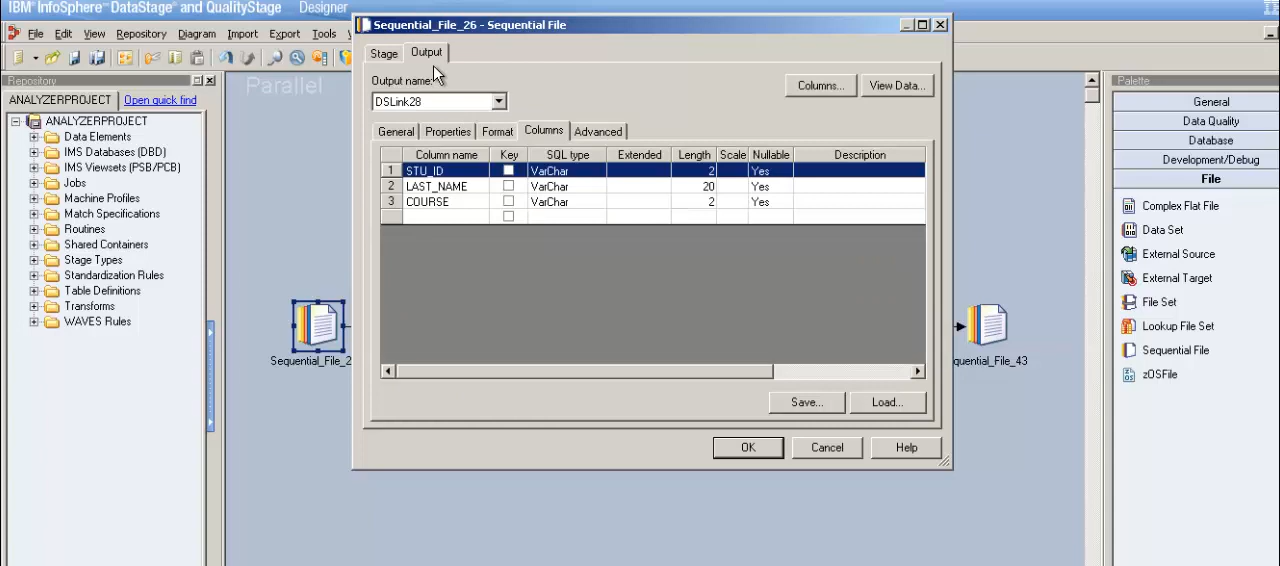 IBM® InfoSphere™ DataStage® and QualityStage® Designer
File Edit View Repository Diagram Import Export Tools
Repository
ANALYZERPROJECT Open quick find
ANALYZERPROJECT
Data Elements
IMS Databases (DBD)
IMS Viewsets (PSB/PCB)
Jobs
Machine Profiles
Match Specifications
Routines
Shared Containers
Stage Types
Standardization Rules
Table Definitions
Transforms
WAVES Rules
Parallel
Sequential_File_2
Sequential_File_26 - Sequential File
Stage Output
Output name:
DSLink28
Columns... View Data...
General Properties Format Columns Advanced
Column name Key SQL type Extended Length Scale Nullable Description
1 STU_ID VarChar 2 Yes
2 LAST_NAME VarChar 20 Yes
3 COURSE VarChar 2 Yes
Save... Load...
OK Cancel Help
quential_File_43
Palette
General
Data Quality
Database
Development/Debug
File
Complex Flat File
Data Set
External Source
External Target
File Set
Lookup File Set
Sequential File
zOSFile